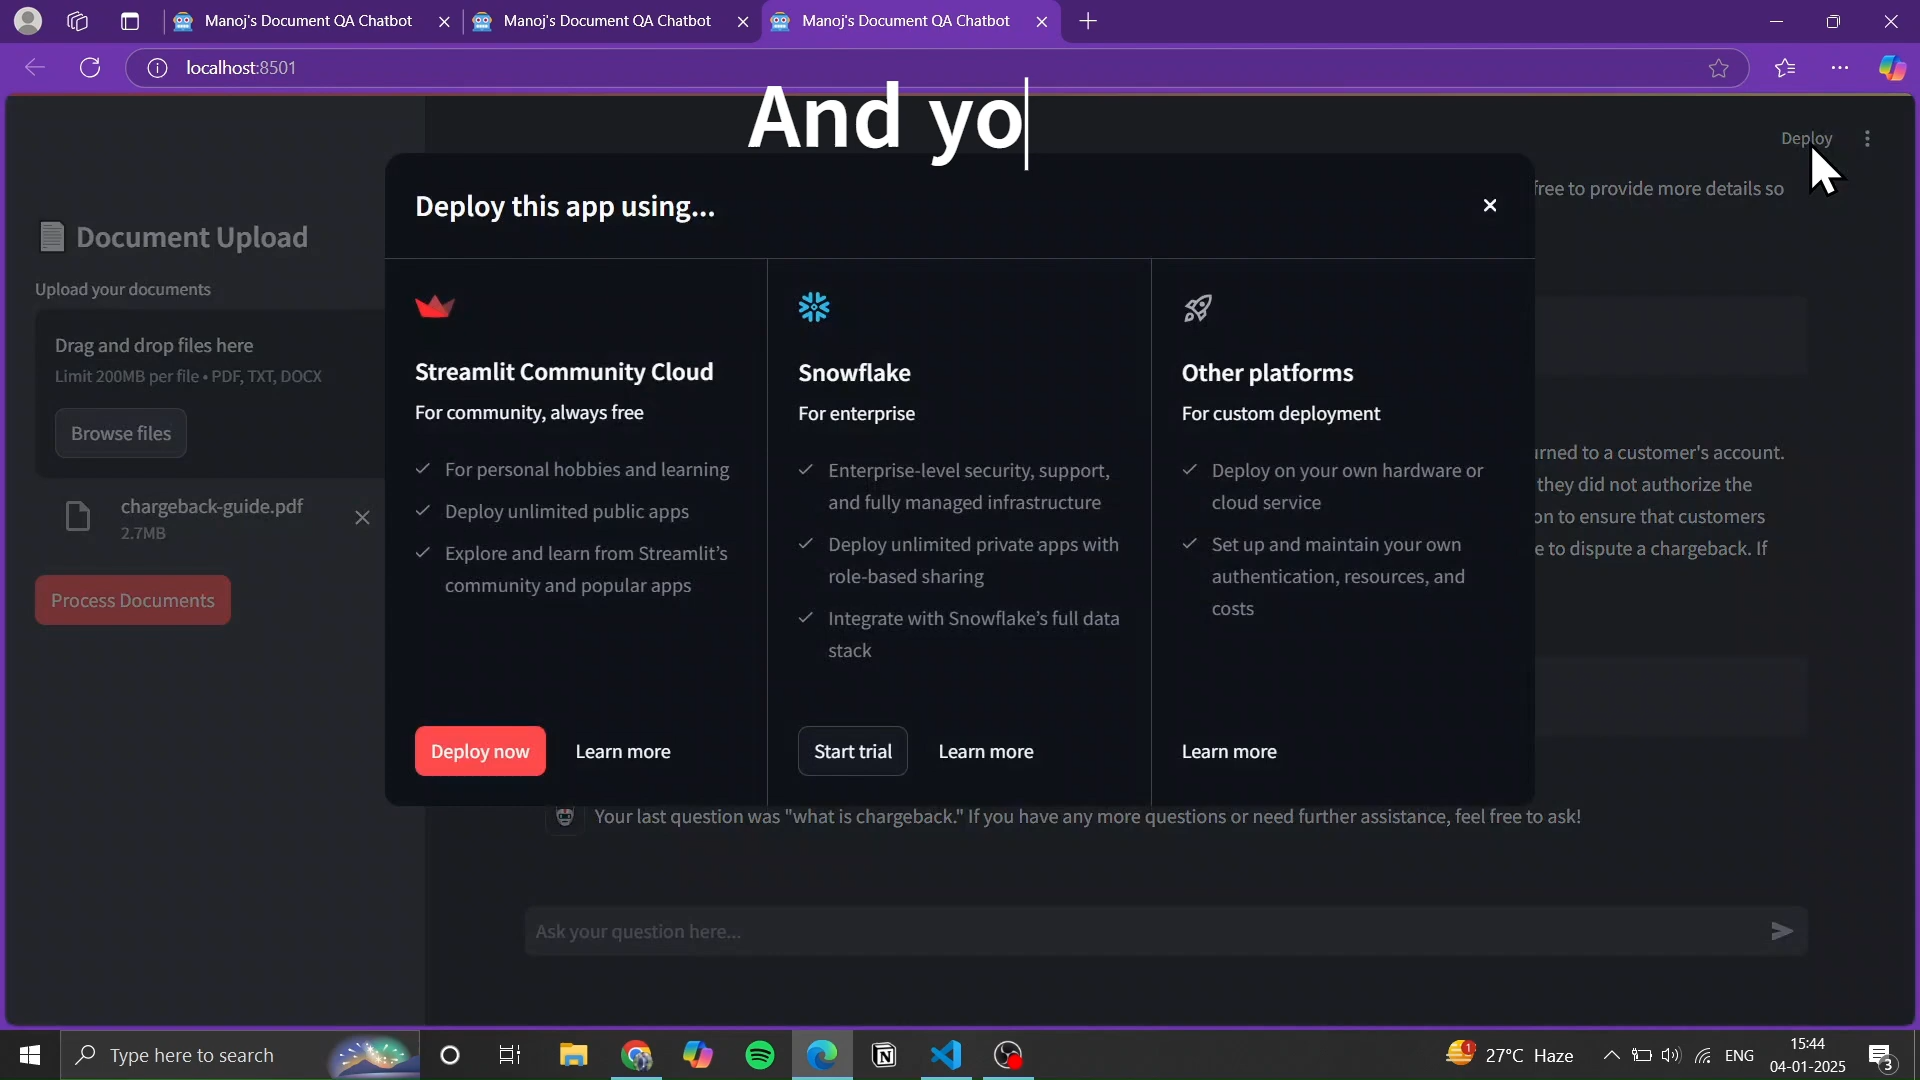 Manoj's Document QA Chatbot
Manoj's Document QA Chatbot
Manoj's Document QA Chatbot
localhost:8501
And yo
Deploy
free to provide more details so
Document Upload
Upload your documents
Drag and drop files here
Limit 200MB per file • PDF, TXT, DOCX
Browse files
chargeback-guide.pdf
2.7MB
Process Documents
Deploy this app using...
Streamlit Community Cloud
For community, always free
For personal hobbies and learning
Deploy unlimited public apps
Explore and learn from Streamlit's
community and popular apps
Deploy now
Learn more
Snowflake
For enterprise
Enterprise-level security, support,
and fully managed infrastructure
Deploy unlimited private apps with
role-based sharing
Integrate with Snowflake's full data
stack
Start trial
Learn more
Other platforms
For custom deployment
Deploy on your own hardware or
cloud service
Set up and maintain your own
authentication, resources, and
costs
Learn more
to a customer's account.
they did not authorize the
to ensure that customers
to dispute a chargeback. If
Your last question was "what is chargeback." If you have any more questions or need further assistance, feel free to ask!
Ask your question here...
Type here to search
1
27°C Haze
ENG
15:44
04-01-2025
3